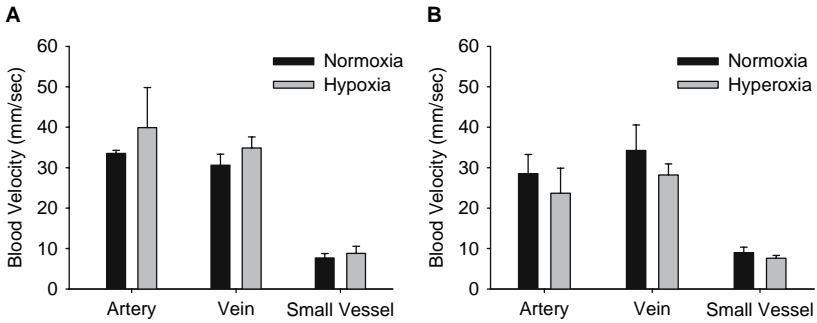 A
Blood Velocity (mm/sec)
60
50
40
30
20
10
0
Normoxia
Hypoxia
Artery
Vein
Small Vessel
B
Blood Velocity (mm/sec)
60
50
40
30
20
10
0
Normoxia
Hyperoxia
Artery
Vein
Small Vessel